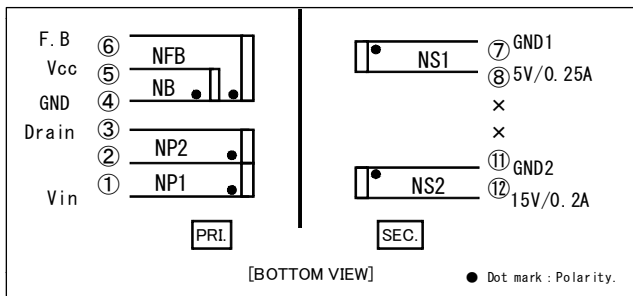 F.B ⑥ NFB
Vcc ⑤ NB
GND ④
Drain ③
② NP2
Vin ① NP1
PRI.
NS1 ⑦ GND1
⑧ 5V/0.25A
×
×
⑪ GND2
NS2 ⑫ 15V/0.2A
SEC.
[BOTTOM VIEW]
● Dot mark : Polarity.